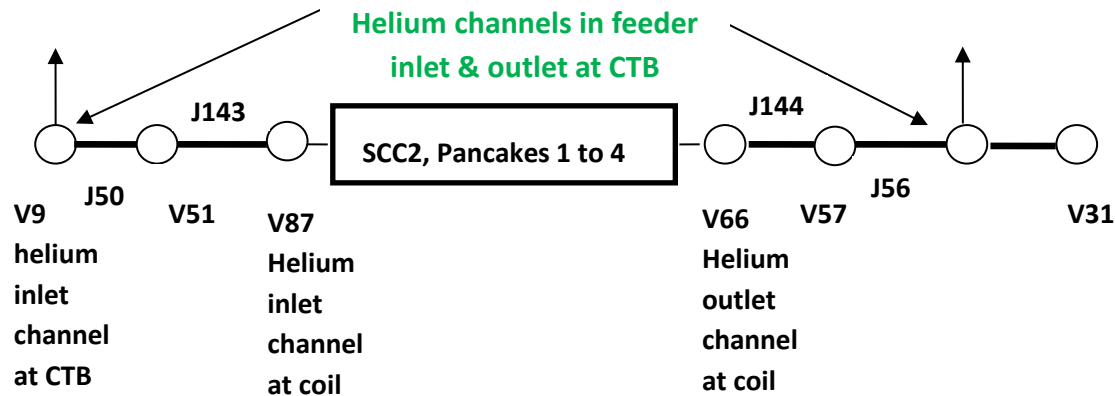 Helium channels in feeder
inlet & outlet at CTB
J143
J144
SCC2, Pancakes 1 to 4
J50
J56
V9
helium
inlet
channel
at CTB
V51
V87
Helium
inlet
channel
at coil
V66
Helium
outlet
channel
at coil
V57
V31